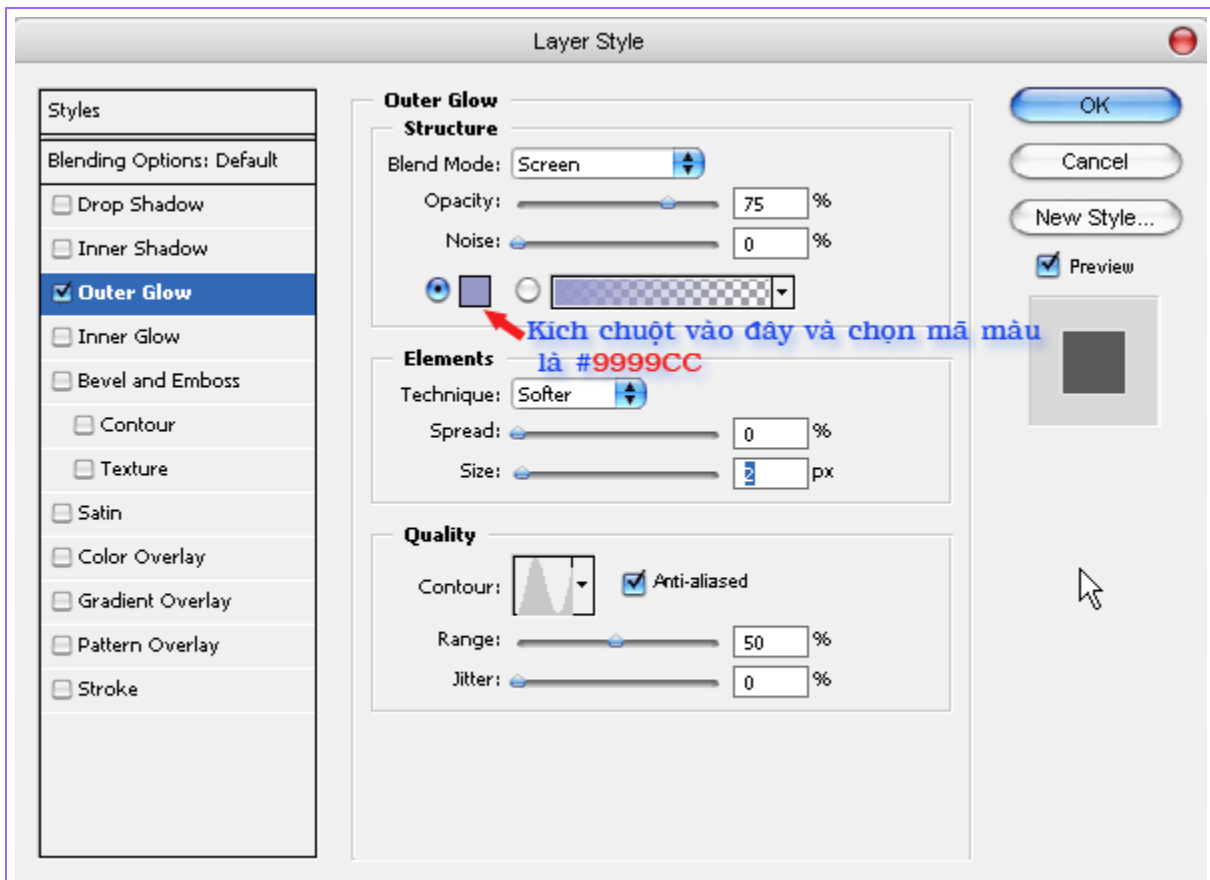 Layer Style
Styles
Blending Options: Default
Drop Shadow
Inner Shadow
Outer Glow
Inner Glow
Bevel and Emboss
Contour
Texture
Satin
Color Overlay
Gradient Overlay
Pattern Overlay
Stroke
Outer Glow
Structure
Blend Mode: Screen
Opacity: 75 %
Noise: 0 %
Kích chuột vào đây và chọn mã màu
là #9999CC
Elements
Technique: Softer
Spread: 0 %
Size: 2 px
Quality
Contour: Anti-aliased
Range: 50 %
Jitter: 0 %
OK
Cancel
New Style...
Preview